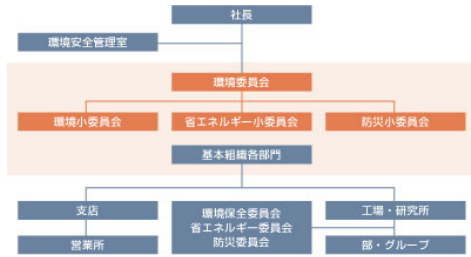 社長
環境安全管理室
環境委員会
環境小委員会
省エネルギー小委員会
防災小委員会
基本組織各部門
支店
環境保全委員会
省エネルギー委員会
防災委員会
工場・研究所
営業所
部・グループ